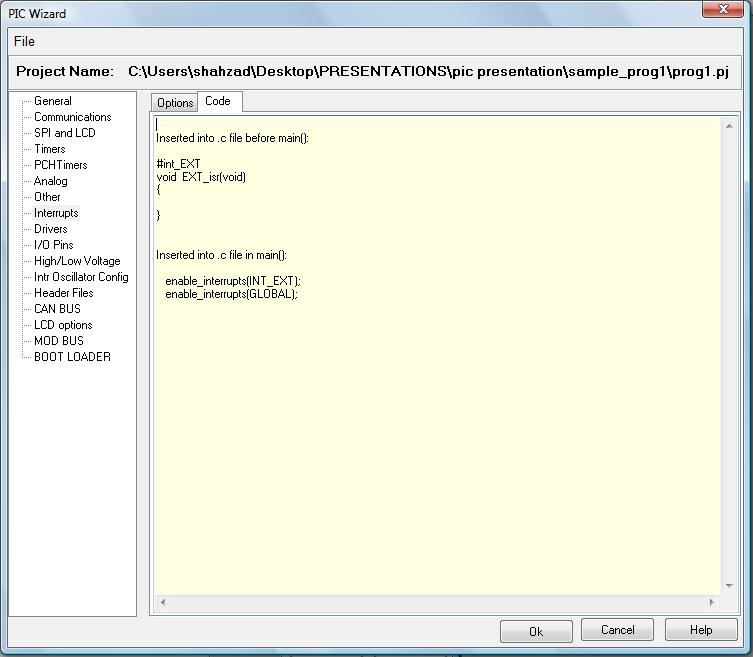 PIC Wizard
File
Project Name: C:\Users\shahzad\Desktop\PRESENTATIONS\pic presentation\sample_prog1\prog1.pj
General
Communications
SPI and LCD
Timers
PCHTimers
Analog
Other
Interrupts
Drivers
I/O Pins
High/Low Voltage
Intr Oscillator Config
Header Files
CAN BUS
LCD options
MOD BUS
BOOT LOADER
Options Code
Inserted into .c file before main():
#int_EXT
void EXT_isr(void)
{
}
Inserted into .c file in main():
enable_interrupts(INT_EXT);
enable_interrupts(GLOBAL);
Ok Cancel Help